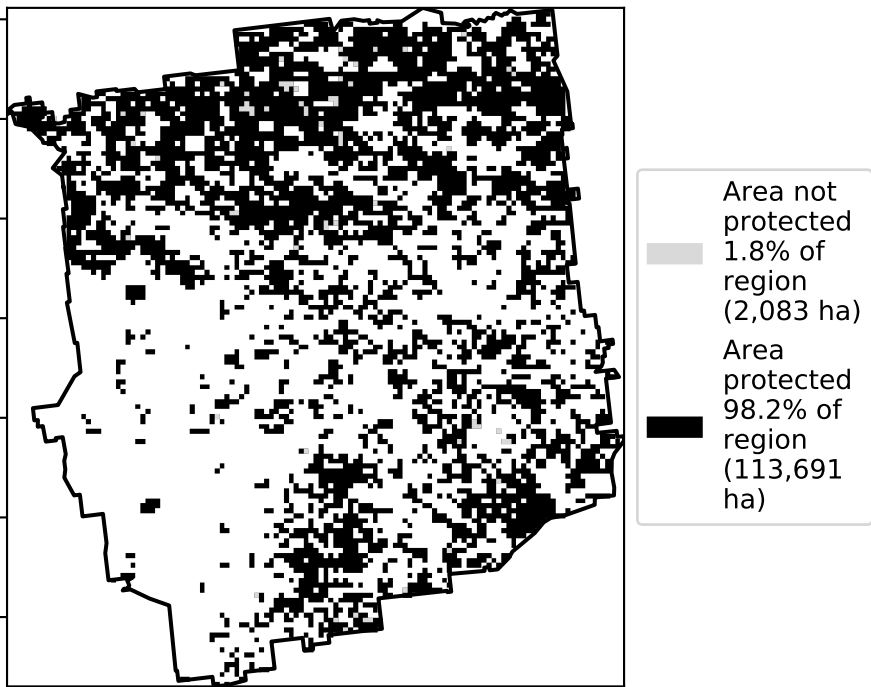 Area not
protected
1.8% of
region
(2,083 ha)
Area
protected
98.2% of
region
(113,691
ha)